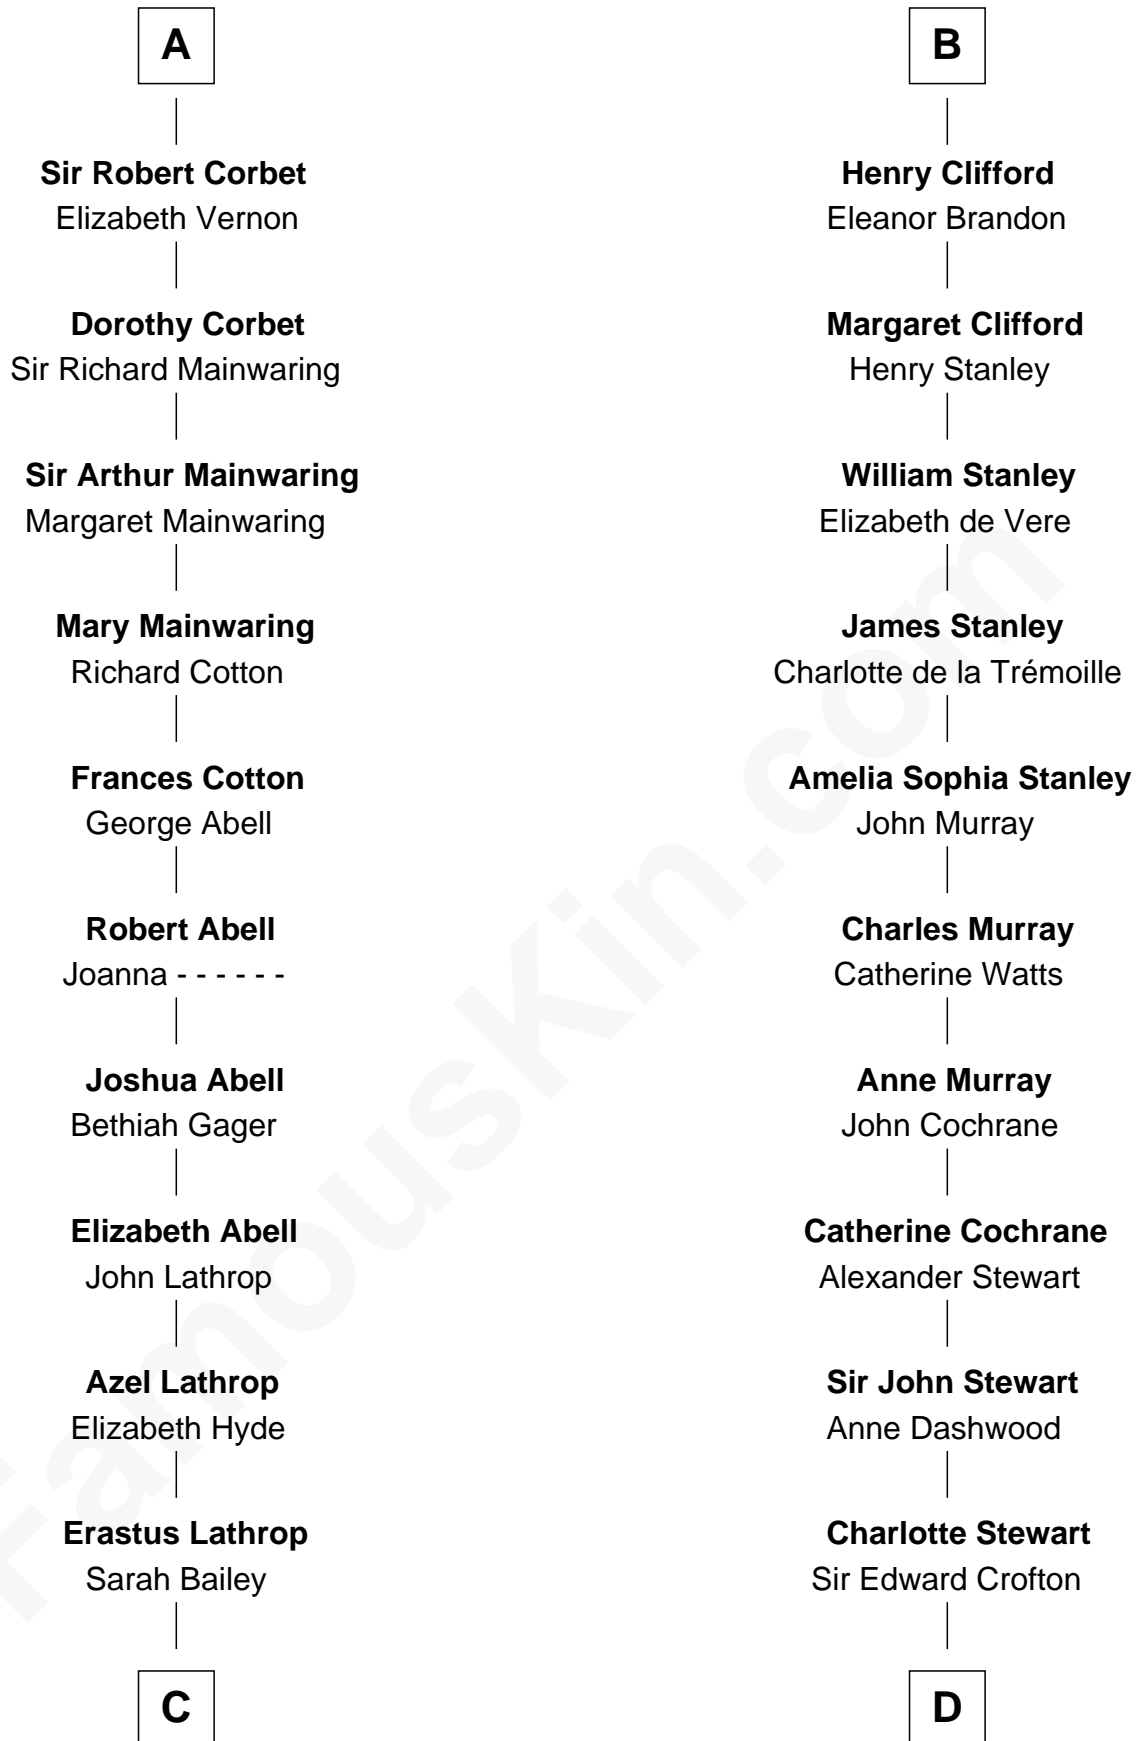 A
Sir Robert Corbet
Elizabeth Vernon
Dorothy Corbet
Sir Richard Mainwaring
Sir Arthur Mainwaring
Margaret Mainwaring
Mary Mainwaring
Richard Cotton
Frances Cotton
George Abell
Robert Abell
Joanna - - - - - -
Joshua Abell
Bethiah Gager
Elizabeth Abell
John Lathrop
Azel Lathrop
Elizabeth Hyde
Erastus Lathrop
Sarah Bailey
C
B
Henry Clifford
Eleanor Brandon
Margaret Clifford
Henry Stanley
William Stanley
Elizabeth de Vere
James Stanley
Charlotte de la Trémoille
Amelia Sophia Stanley
John Murray
Charles Murray
Catherine Watts
Anne Murray
John Cochrane
Catherine Cochrane
Alexander Stewart
Sir John Stewart
Anne Dashwood
Charlotte Stewart
Sir Edward Crofton
D
FamousKin.com